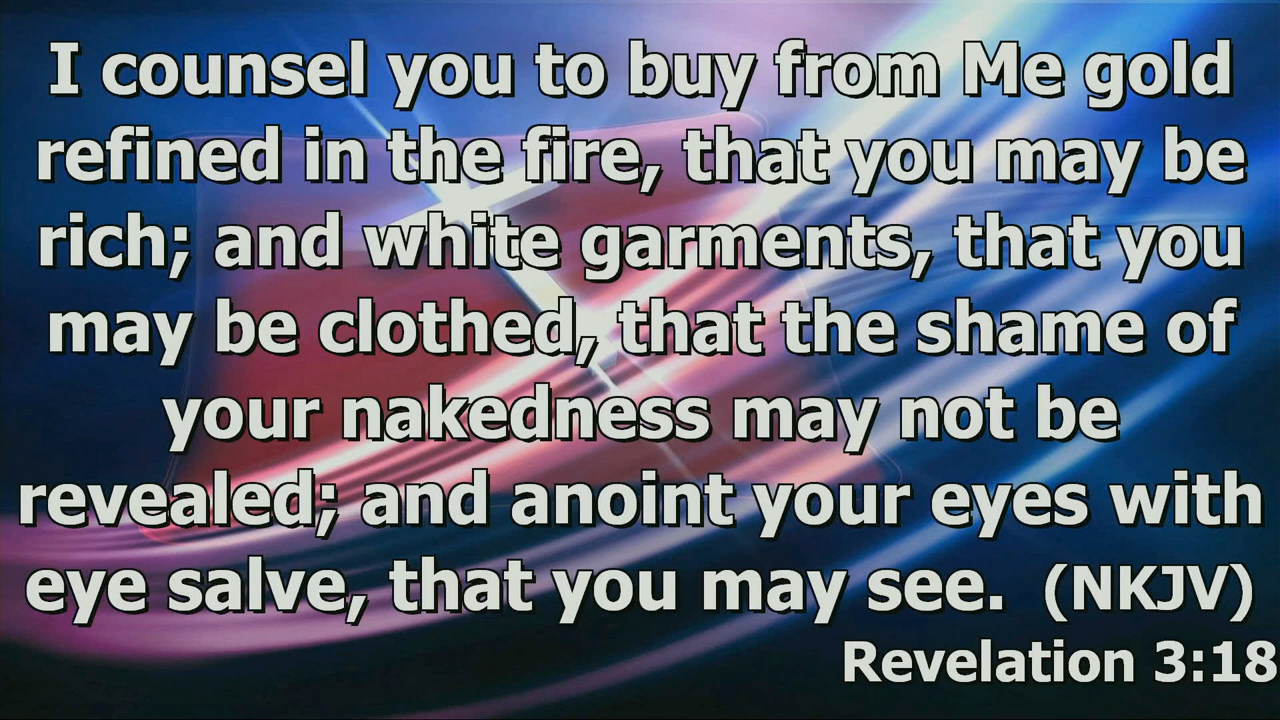 I counsel you to buy from Me gold
refined in the fire, that you may be
rich; and white garments, that you
may be clothed, that the shame of
your nakedness may not be
revealed; and anoint your eyes with
eye salve, that you may see. (NKJV)
Revelation 3:18